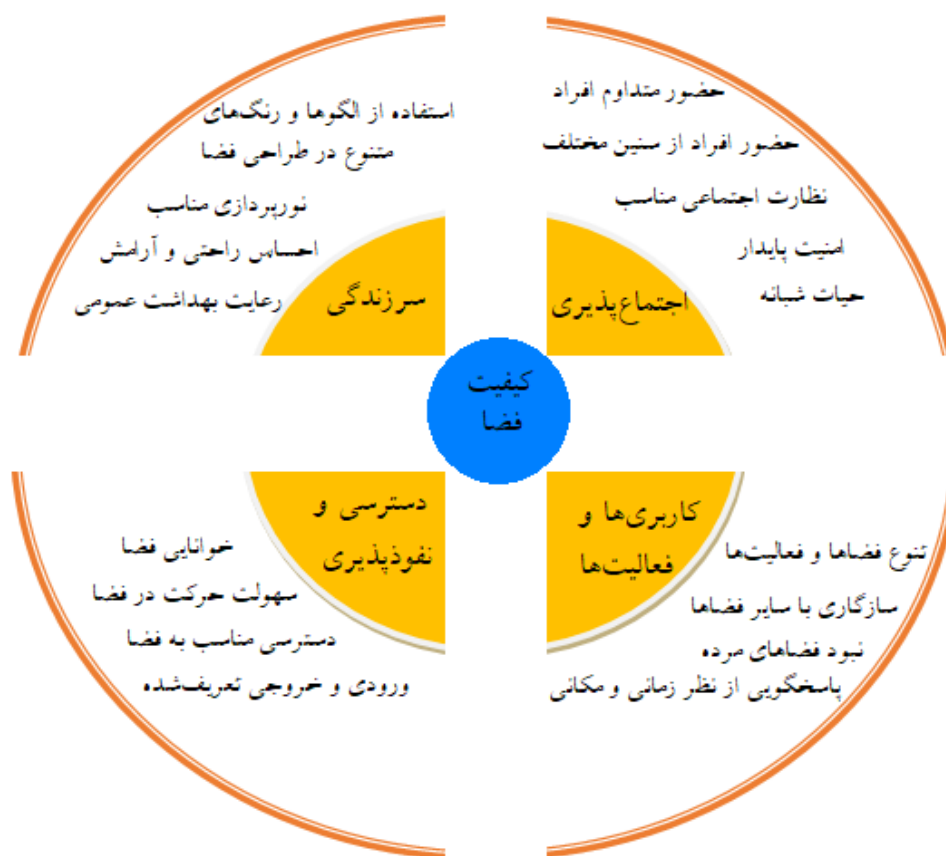 حضور متداوم افراد
حضور افراد از سنین مختلف
نظارت اجتماعی مناسب
امنیت پایدار
حیات شبانه
اجتماع‌پذیری
استفاده از الگوها و رنگ‌های
متنوع در طراحی فضا
نورپردازی مناسب
احساس راحتی و آرامش
رعایت بهداشت عمومی
سرزندگی
کیفیت
فضا
کاربری‌ها و
فعالیت‌ها
تنوع فضاها و فعالیت‌ها
سازگاری با سایر فضاها
نبود فضاهای مرده
پاسخگویی از نظر زمانی و مکانی
دسترسی و
نفوذپذیری
خوانایی فضا
سهولت حرکت در فضا
دسترسی مناسب به فضا
ورودی و خروجی تعریف‌شده